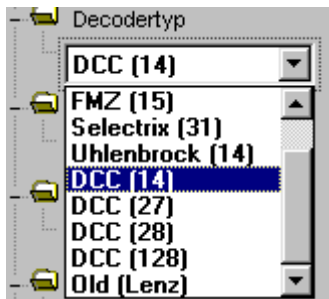 Decodertyp
DCC (14)
FMZ (15)
Selectrix (31)
Uhlenbrock (14)
DCC (14)
DCC (27)
DCC (28)
DCC (128)
Old (Lenz)